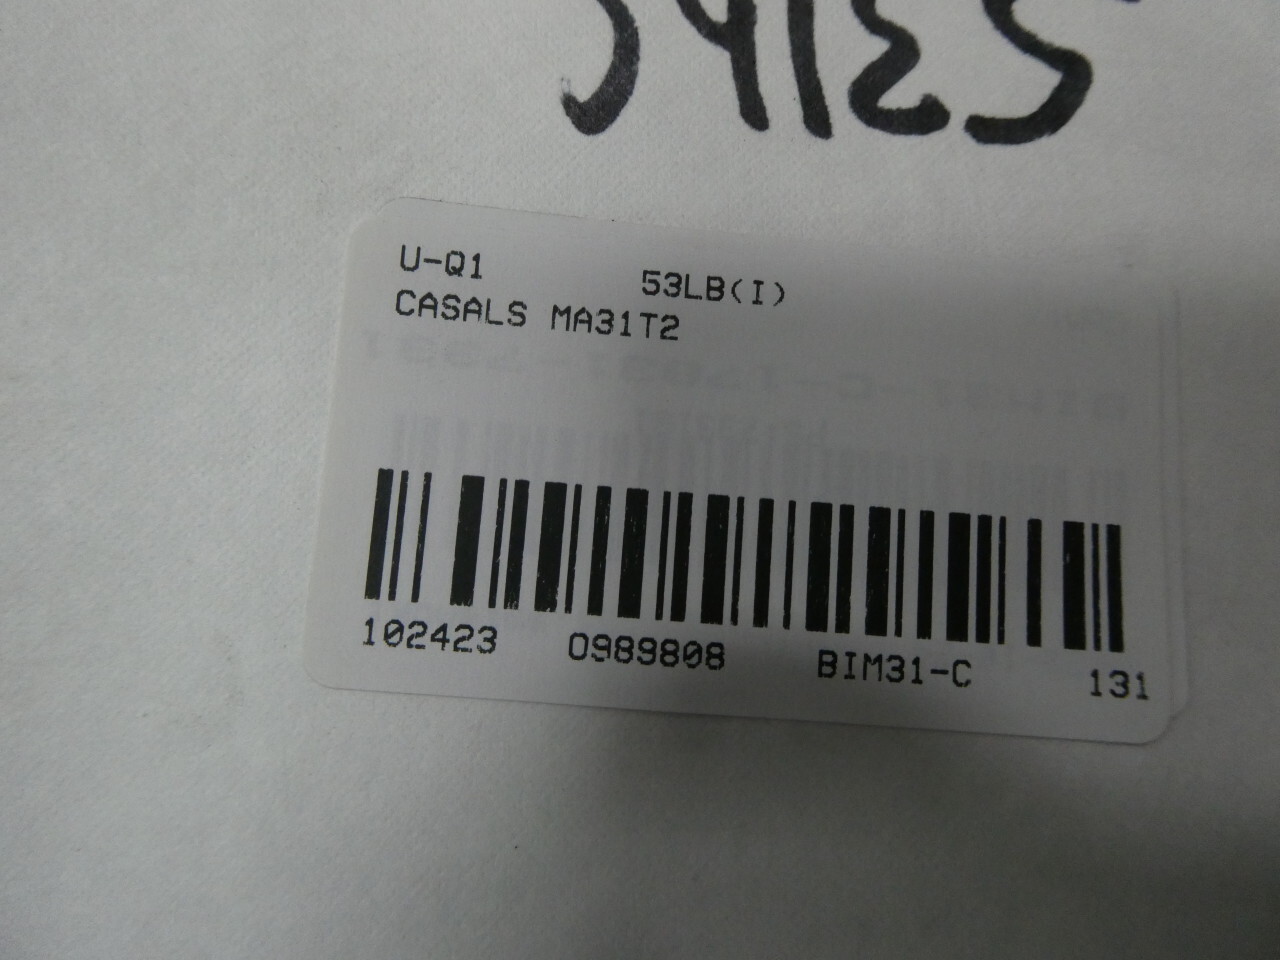 U-Q1 53LB(I)
CASALS MA31T2
102423 0989808 BIM31-C 131